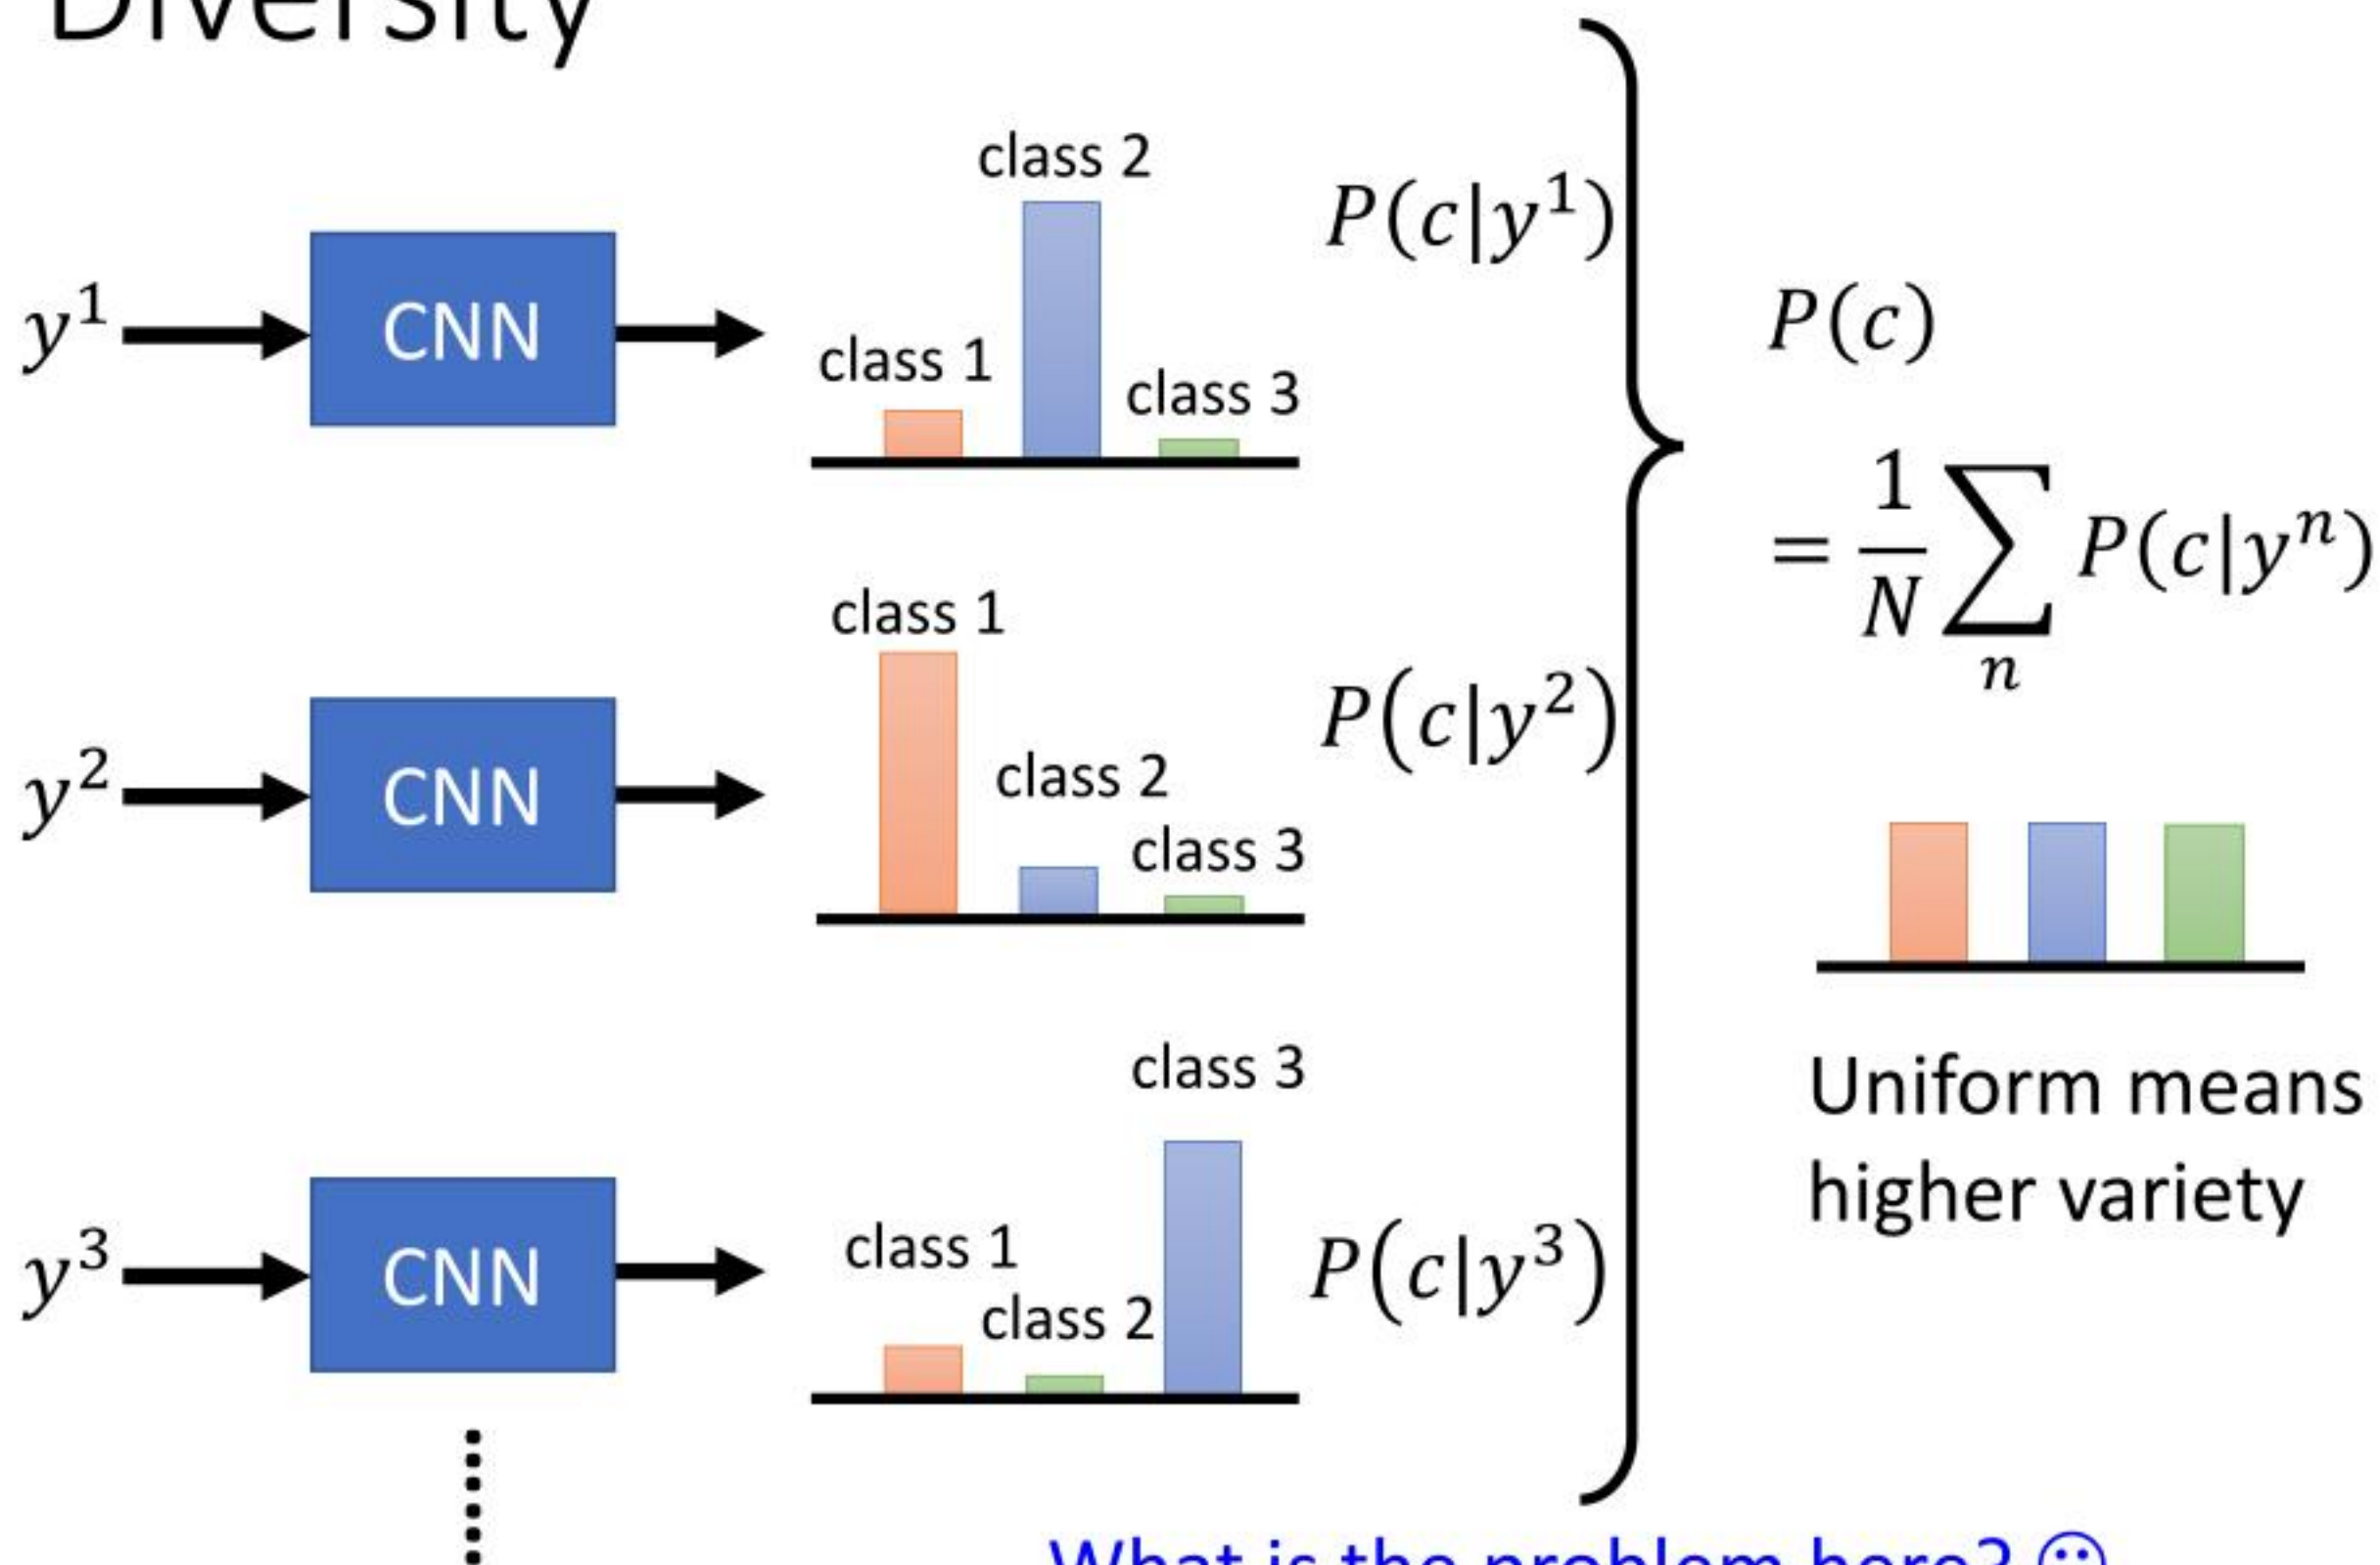 Diversity
y¹
CNN
class 1
class 2
class 3
P(c|y¹)
y²
CNN
class 1
class 2
class 3
P(c|y²)
y³
CNN
class 1
class 2
class 3
P(c|y³)
P(c)
= 1/N ∑ₙ P(c|yⁿ)
Uniform means
higher variety
What is the problem here? ☺